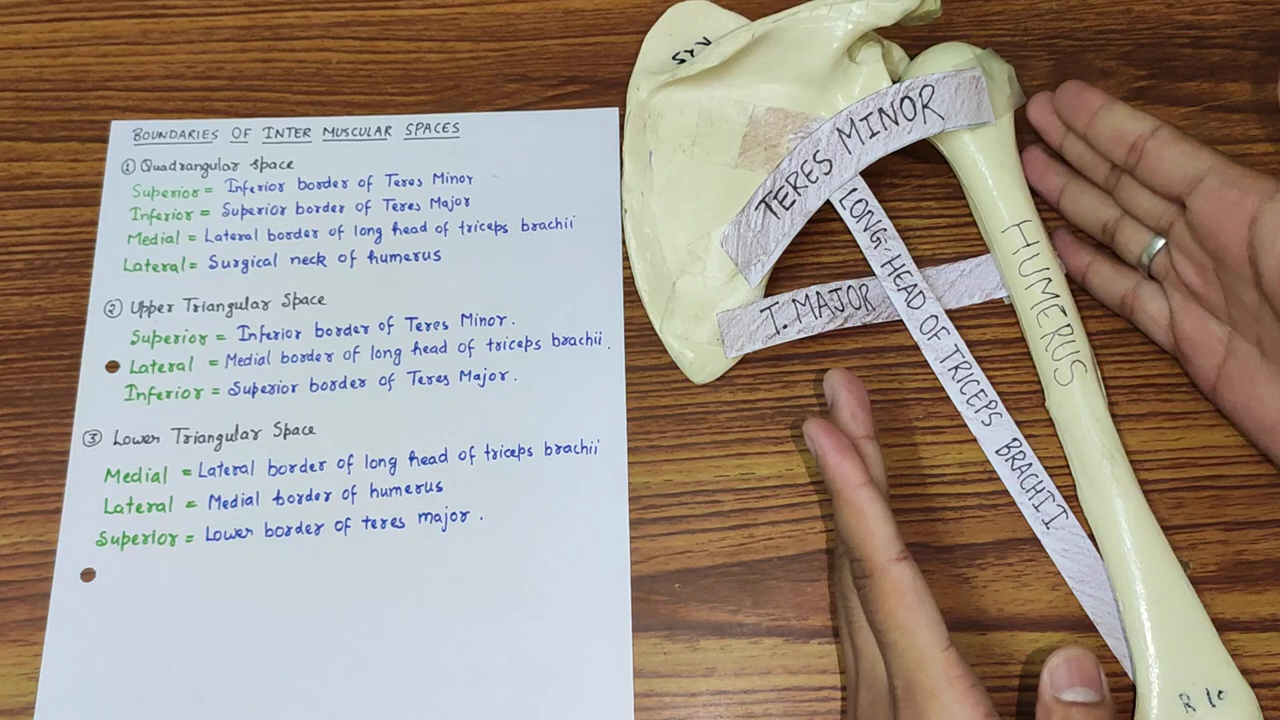 BOUNDARIES OF INTER MUSCULAR SPACES
① Quadrangular space
Superior = Inferior border of Teres Minor
Inferior = Superior border of Teres Major
Medial = Lateral border of long head of triceps brachii
Lateral = Surgical neck of humerus
② Upper Triangular Space
Superior = Inferior border of Teres Minor.
Lateral = Medial border of long head of triceps brachii.
Inferior = Superior border of Teres Major.
③ Lower Triangular Space
Medial = Lateral border of long head of triceps brachii
Lateral = Medial border of humerus
Superior = Lower border of teres major.
TERES MINOR
LONG HEAD OF TRICEPS BRACHII
T. MAJOR
HUMERUS